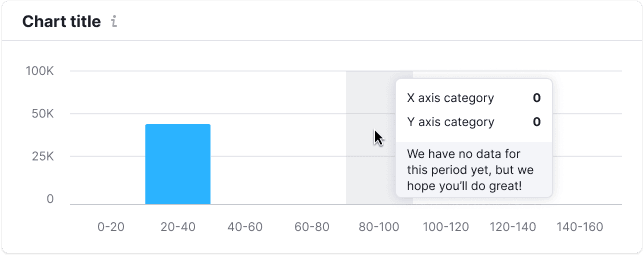 Chart title i
100K
50K
25K
0
X axis category 0
Y axis category 0
We have no data for
this period yet, but we
hope you'll do great!
0-20 20-40 40-60 60-80 80-100 100-120 120-140 140-160